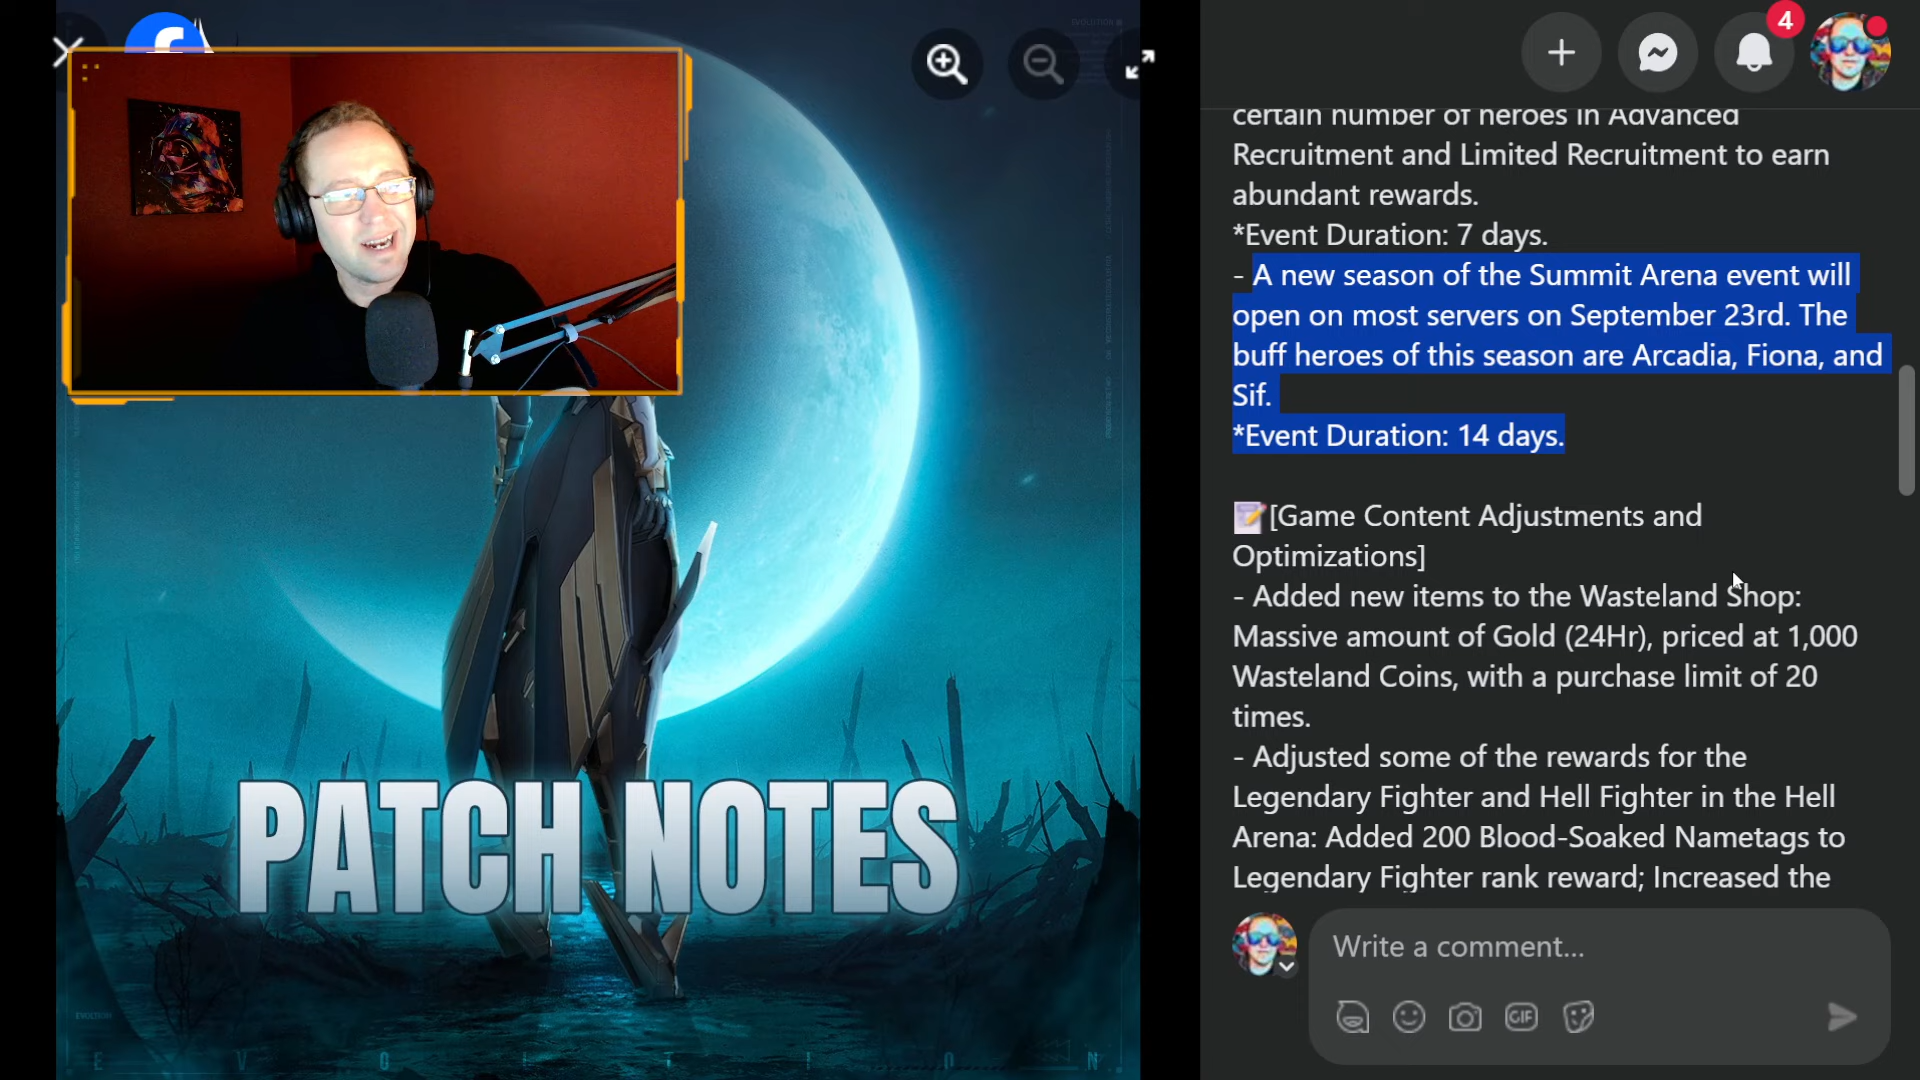 4
certain number of heroes in Advanced
Recruitment and Limited Recruitment to earn
abundant rewards.
*Event Duration: 7 days.
- A new season of the Summit Arena event will
open on most servers on September 23rd. The
buff heroes of this season are Arcadia, Fiona, and
Sif.
*Event Duration: 14 days.
📝[Game Content Adjustments and
Optimizations]
- Added new items to the Wasteland Shop:
Massive amount of Gold (24Hr), priced at 1,000
Wasteland Coins, with a purchase limit of 20
times.
- Adjusted some of the rewards for the
Legendary Fighter and Hell Fighter in the Hell
Arena: Added 200 Blood-Soaked Nametags to
Legendary Fighter rank reward; Increased the
Write a comment...
GIF
PATCH NOTES
EVOLUTION